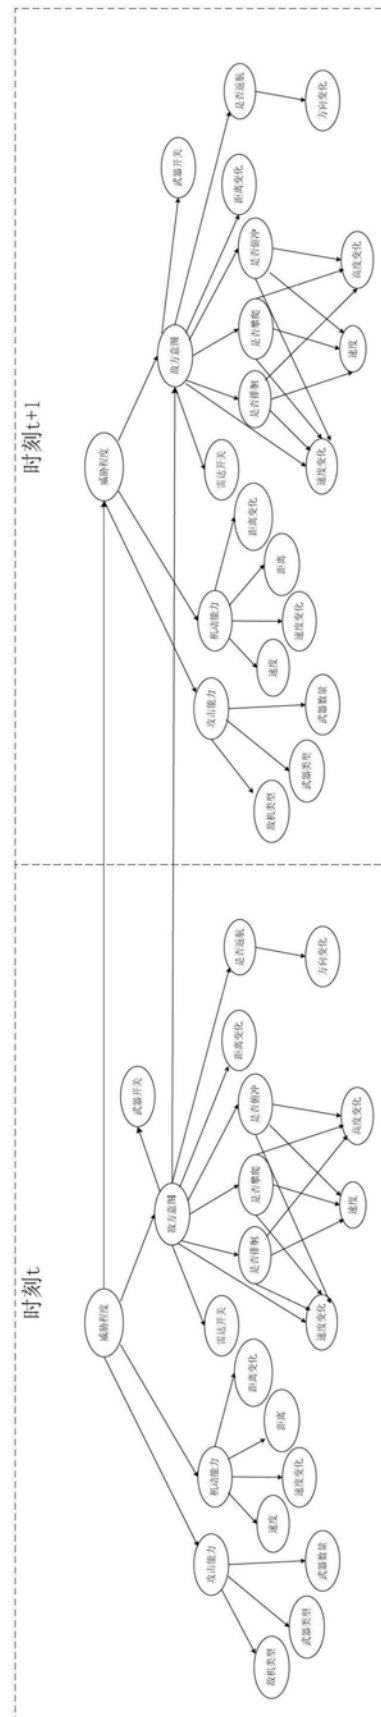 时刻t
威胁程度
攻击能力
机动能力
敌方意图
武器开关
敌机类型
武器类型
武器数量
速度
速度变化
距离
距离变化
雷达开关
是否徘徊
是否攀爬
是否俯冲
距离变化
是否返航
速度变化
速度
高度变化
方向变化
时刻t+1
威胁程度
攻击能力
机动能力
敌方意图
武器开关
敌机类型
武器类型
武器数量
速度
速度变化
距离
距离变化
雷达开关
是否徘徊
是否攀爬
是否俯冲
距离变化
是否返航
速度变化
速度
高度变化
方向变化